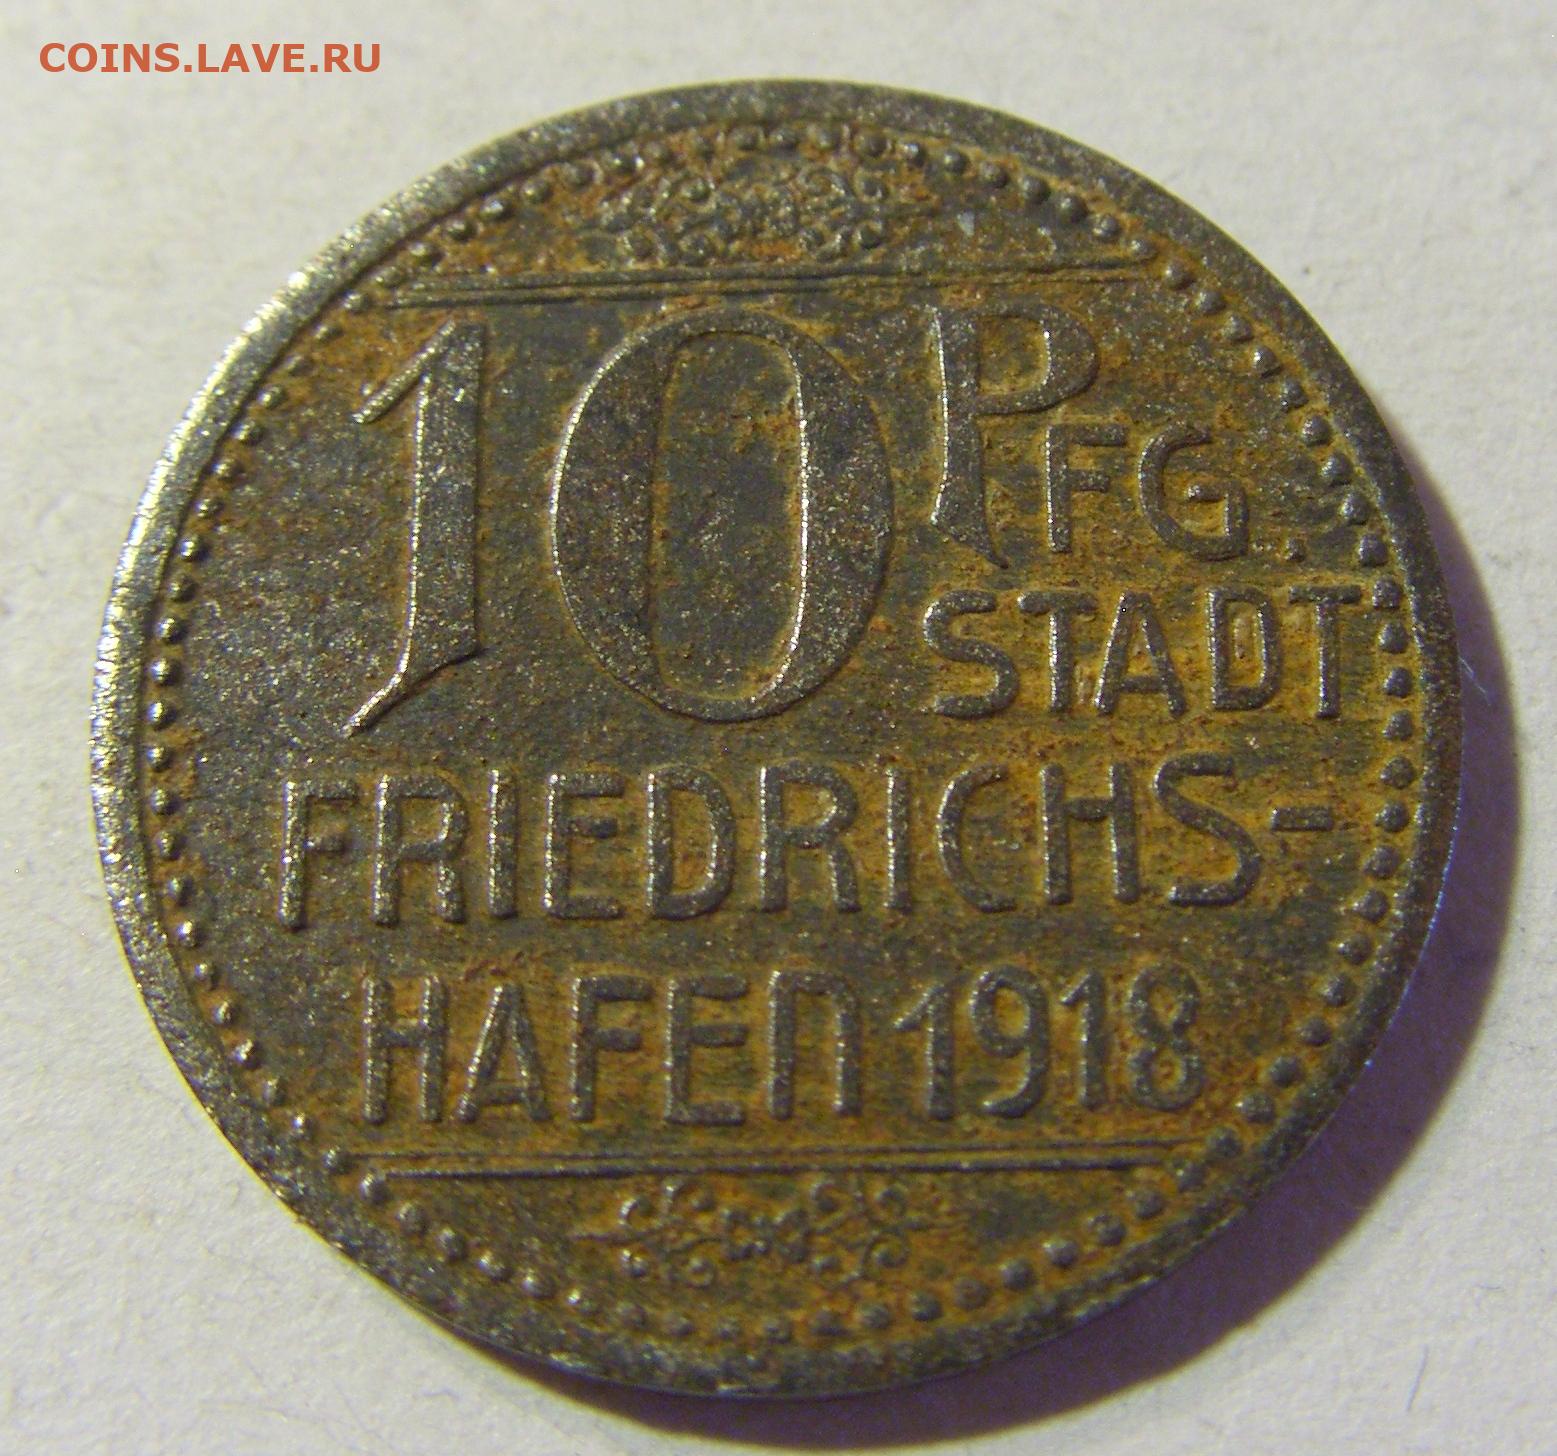 COINS.LAVE.RU
10 PFG.
STADT
FRIEDRICHS-
HAFEN 1918